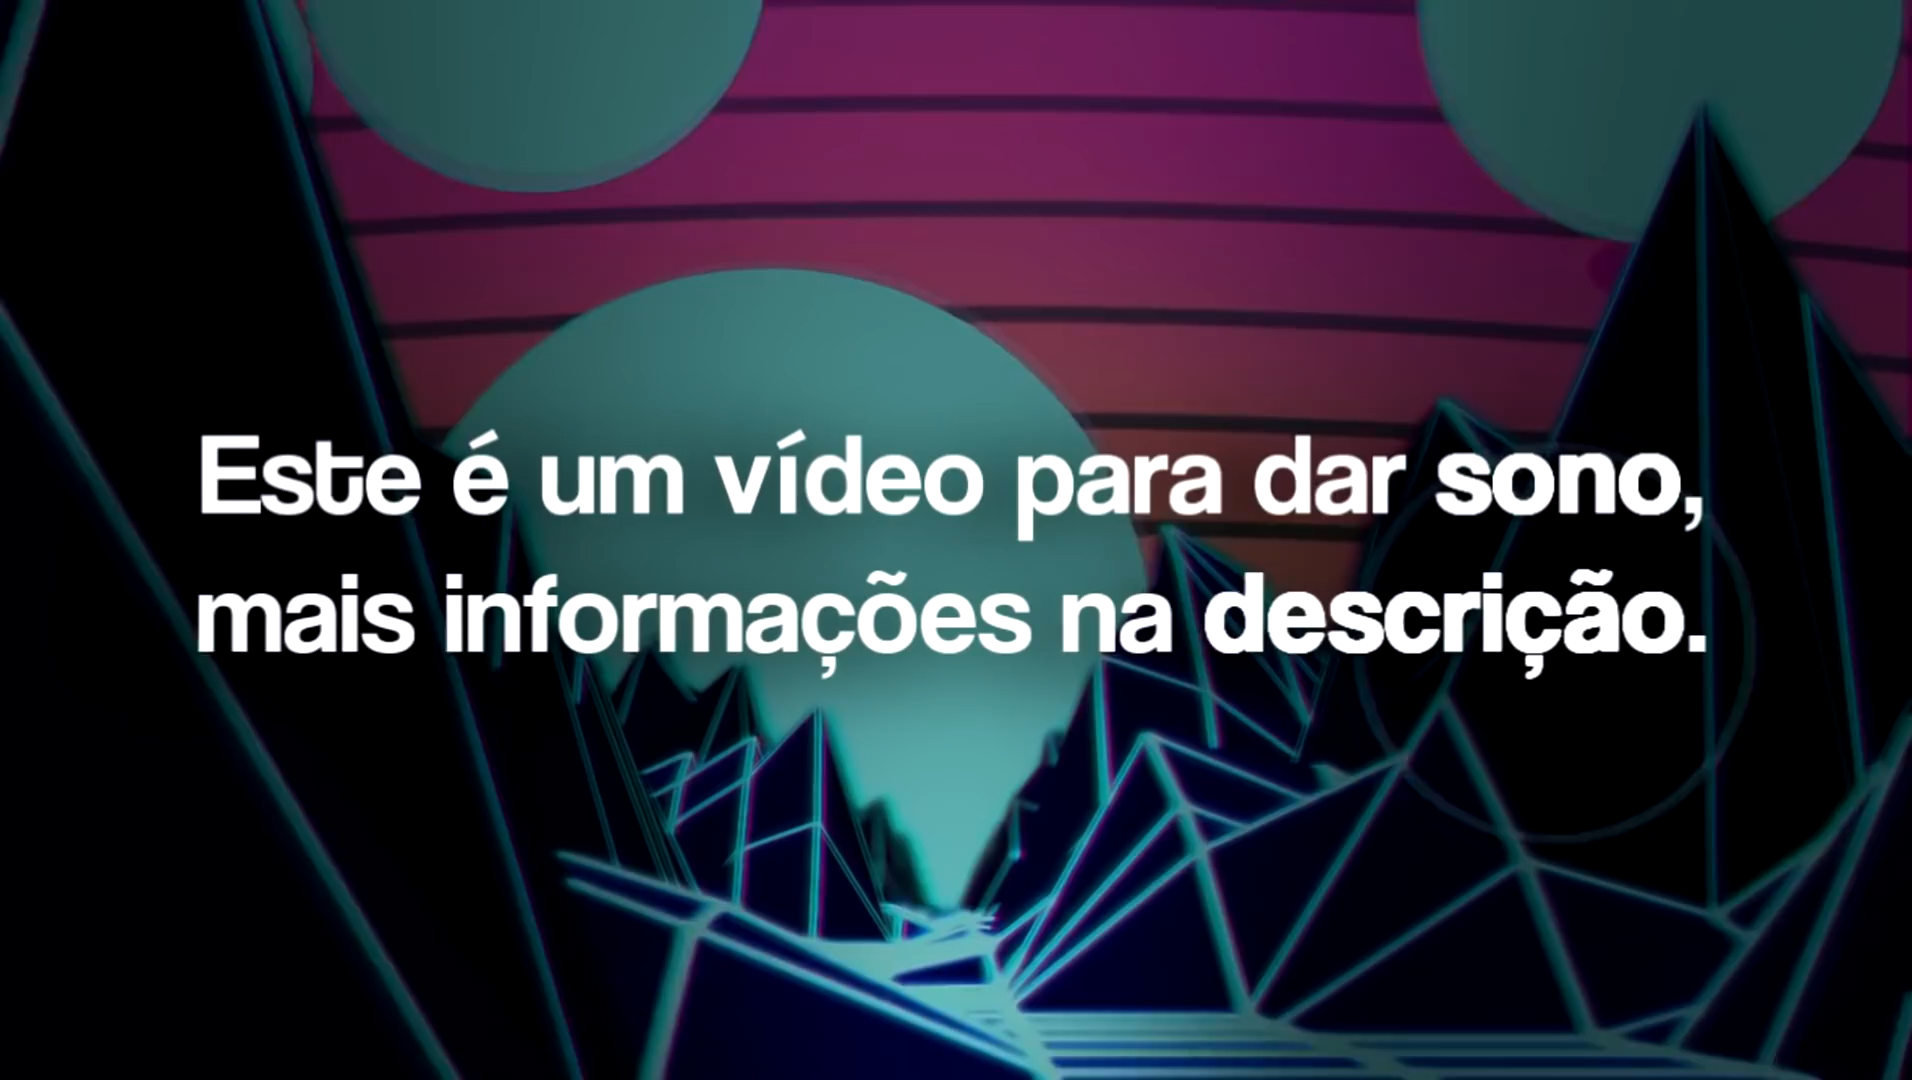 Este é um vídeo para dar sono,
mais informações na descrição.